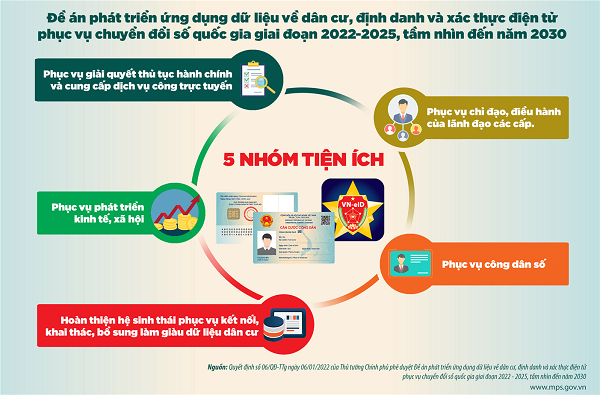 Đề án phát triển ứng dụng dữ liệu về dân cư, định danh và xác thực điện tử
phục vụ chuyển đổi số quốc gia giai đoạn 2022-2025, tầm nhìn đến năm 2030
Phục vụ giải quyết thủ tục hành chính
và cung cấp dịch vụ công trực tuyến
Phục vụ chỉ đạo, điều hành
của lãnh đạo các cấp.
5 NHÓM TIỆN ÍCH
VN-eID
CĂN CƯỚC CÔNG DÂN
Phục vụ phát triển
kinh tế, xã hội
Phục vụ công dân số
Hoàn thiện hệ sinh thái phục vụ kết nối,
khai thác, bổ sung làm giàu dữ liệu dân cư
Nguồn: Quyết định số 06/QĐ-TTg ngày 06/01/2022 của Thủ tướng Chính phủ phê duyệt Đề án phát triển ứng dụng dữ liệu về dân cư, định danh và xác thực điện tử
phục vụ chuyển đổi số quốc gia giai đoạn 2022 - 2025, tầm nhìn đến năm 2030
www.mps.gov.vn